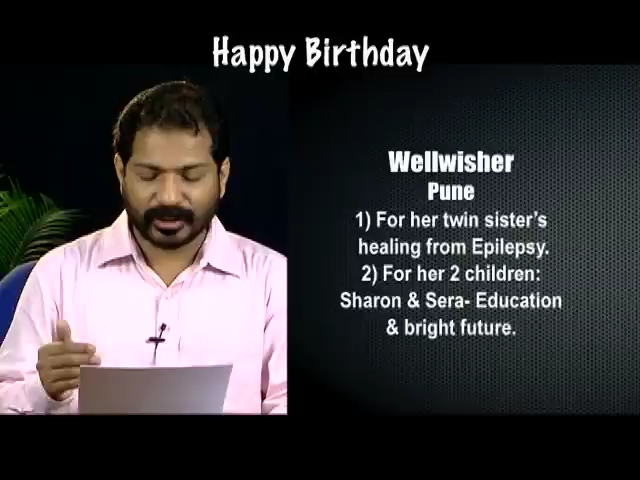 Happy Birthday
Wellwisher
Pune
1) For her twin sister's
healing from Epilepsy.
2) For her 2 children:
Sharon & Sera- Education
& bright future.